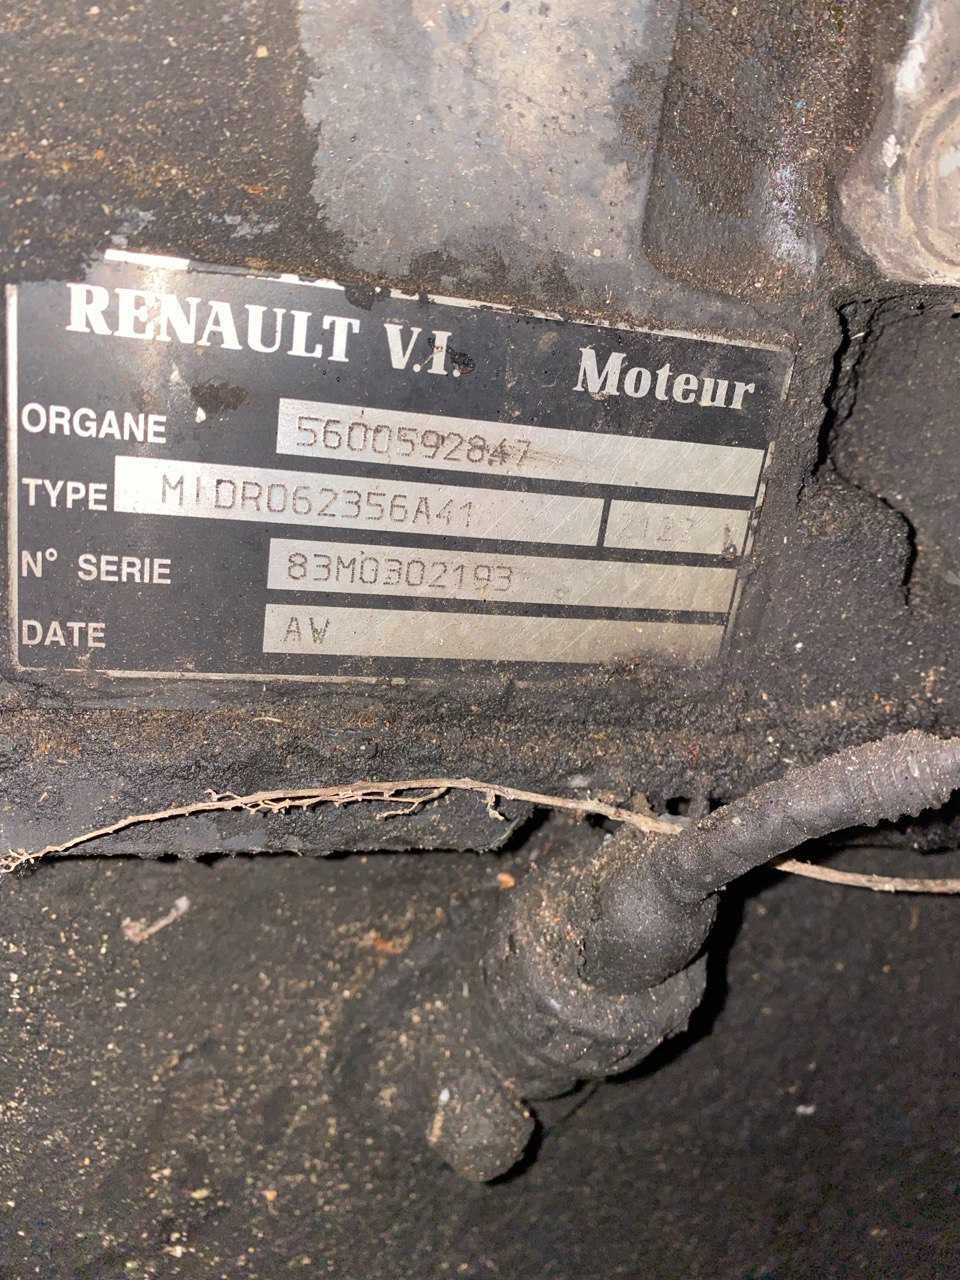 RENAULT V.I. Moteur
ORGANE 5600592847
TYPE MIDR062356A41
N° SERIE 83M0302193
DATE AW